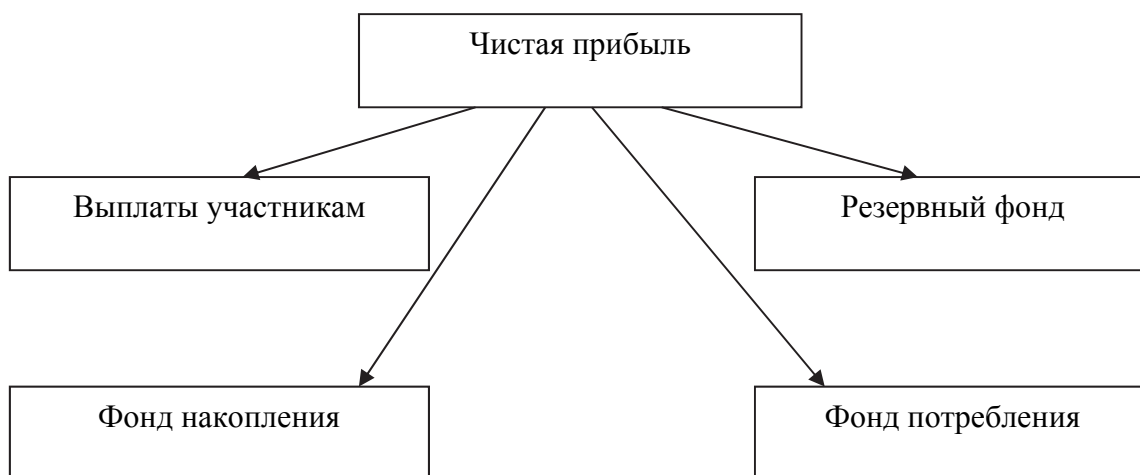 Чистая прибыль
Выплаты участникам
Резервный фонд
Фонд накопления
Фонд потребления